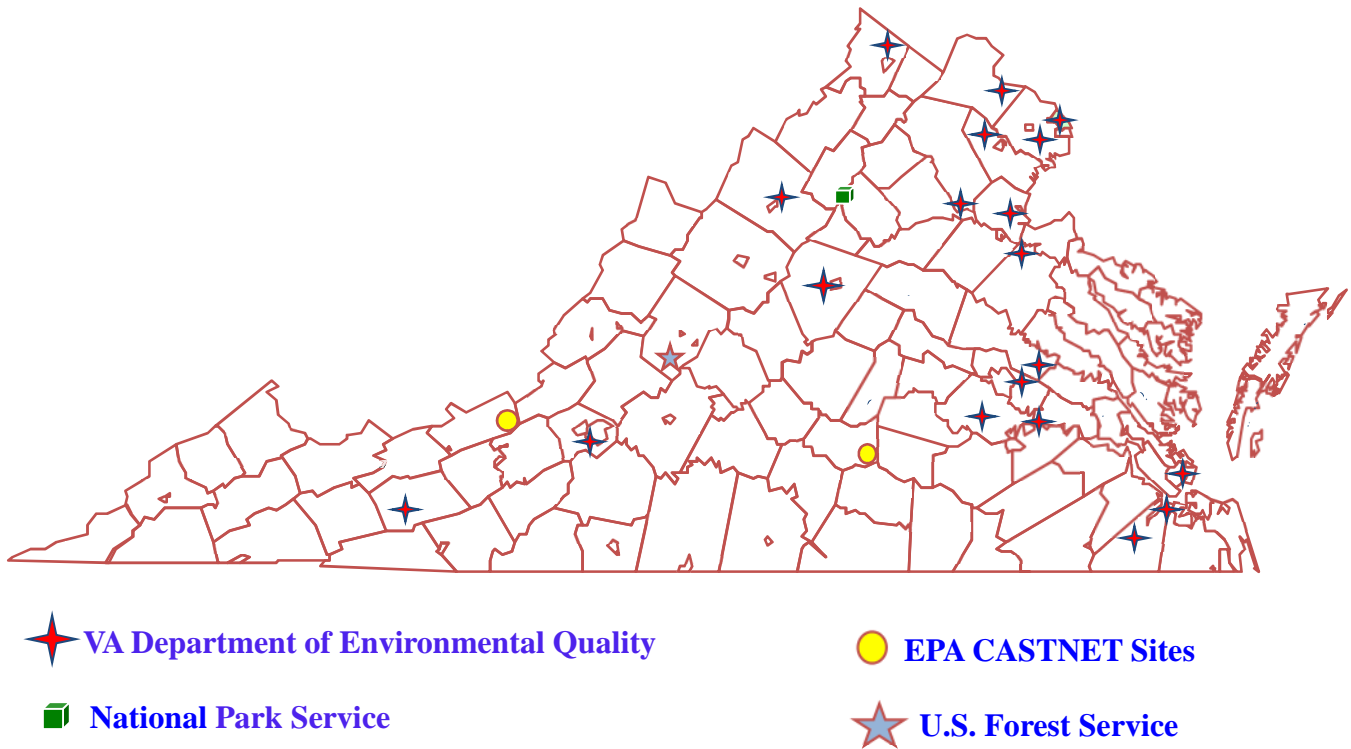 VA Department of Environmental Quality
EPA CASTNET Sites
National Park Service
U.S. Forest Service